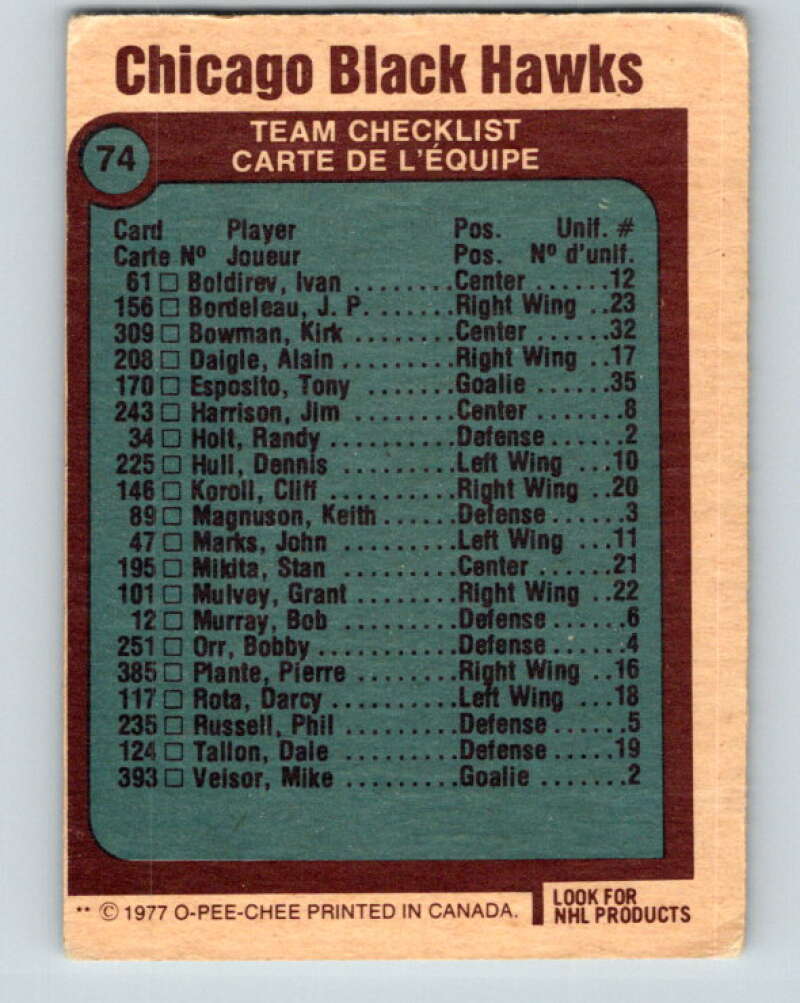 Chicago Black Hawks
74
TEAM CHECKLIST
CARTE DE L'ÉQUIPE
Card Player Pos. Unif. #
Carte Nº Joueur Pos. Nº d'unif.
61 □ Boldirev, Ivan ........Center ......12
156 □ Bordeleau, J. P. .......Right Wing ..23
309 □ Bowman, Kirk ........Center ......32
208 □ Daigle, Alain.........Right Wing ..17
170 □ Esposito, Tony .......Goalie ......35
243 □ Harrison, Jim ........Center .......8
34 □ Holt, Randy ..........Defense ......2
225 □ Hull, Dennis ........Left Wing ...10
146 □ Koroll, Cliff .........Right Wing ..20
89 □ Magnuson, Keith......Defense ......3
47 □ Marks, John .........Left Wing ...11
195 □ Mikita, Stan .........Center ......21
101 □ Mulvey, Grant ........Right Wing ..22
12 □ Murray, Bob .........Defense ......6
251 □ Orr, Bobby...........Defense ......4
385 □ Plante, Pierre ........Right Wing ..16
117 □ Rota, Darcy..........Left Wing ...18
235 □ Russell, Phil .........Defense ......5
124 □ Tallon, Dale .........Defense .....19
393 □ Veisor, Mike .........Goalie .......2
** © 1977 O-PEE-CHEE PRINTED IN CANADA.
LOOK FOR
NHL PRODUCTS